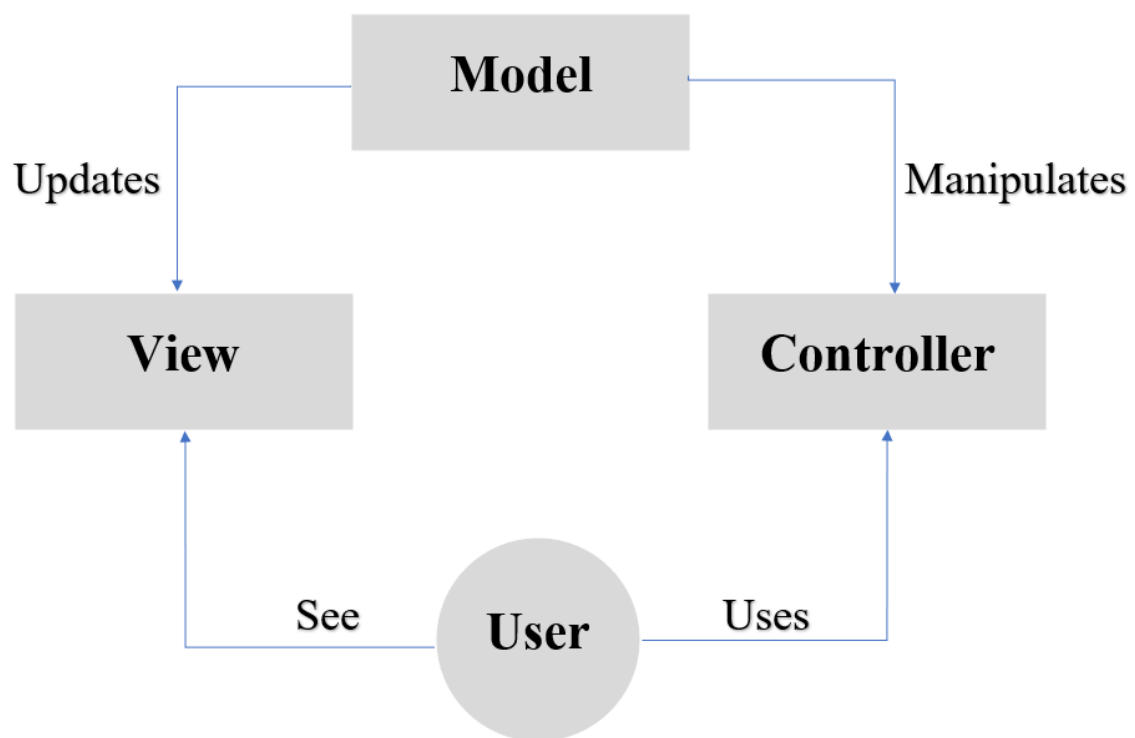 Model
Updates
Manipulates
View
Controller
See
User
Uses